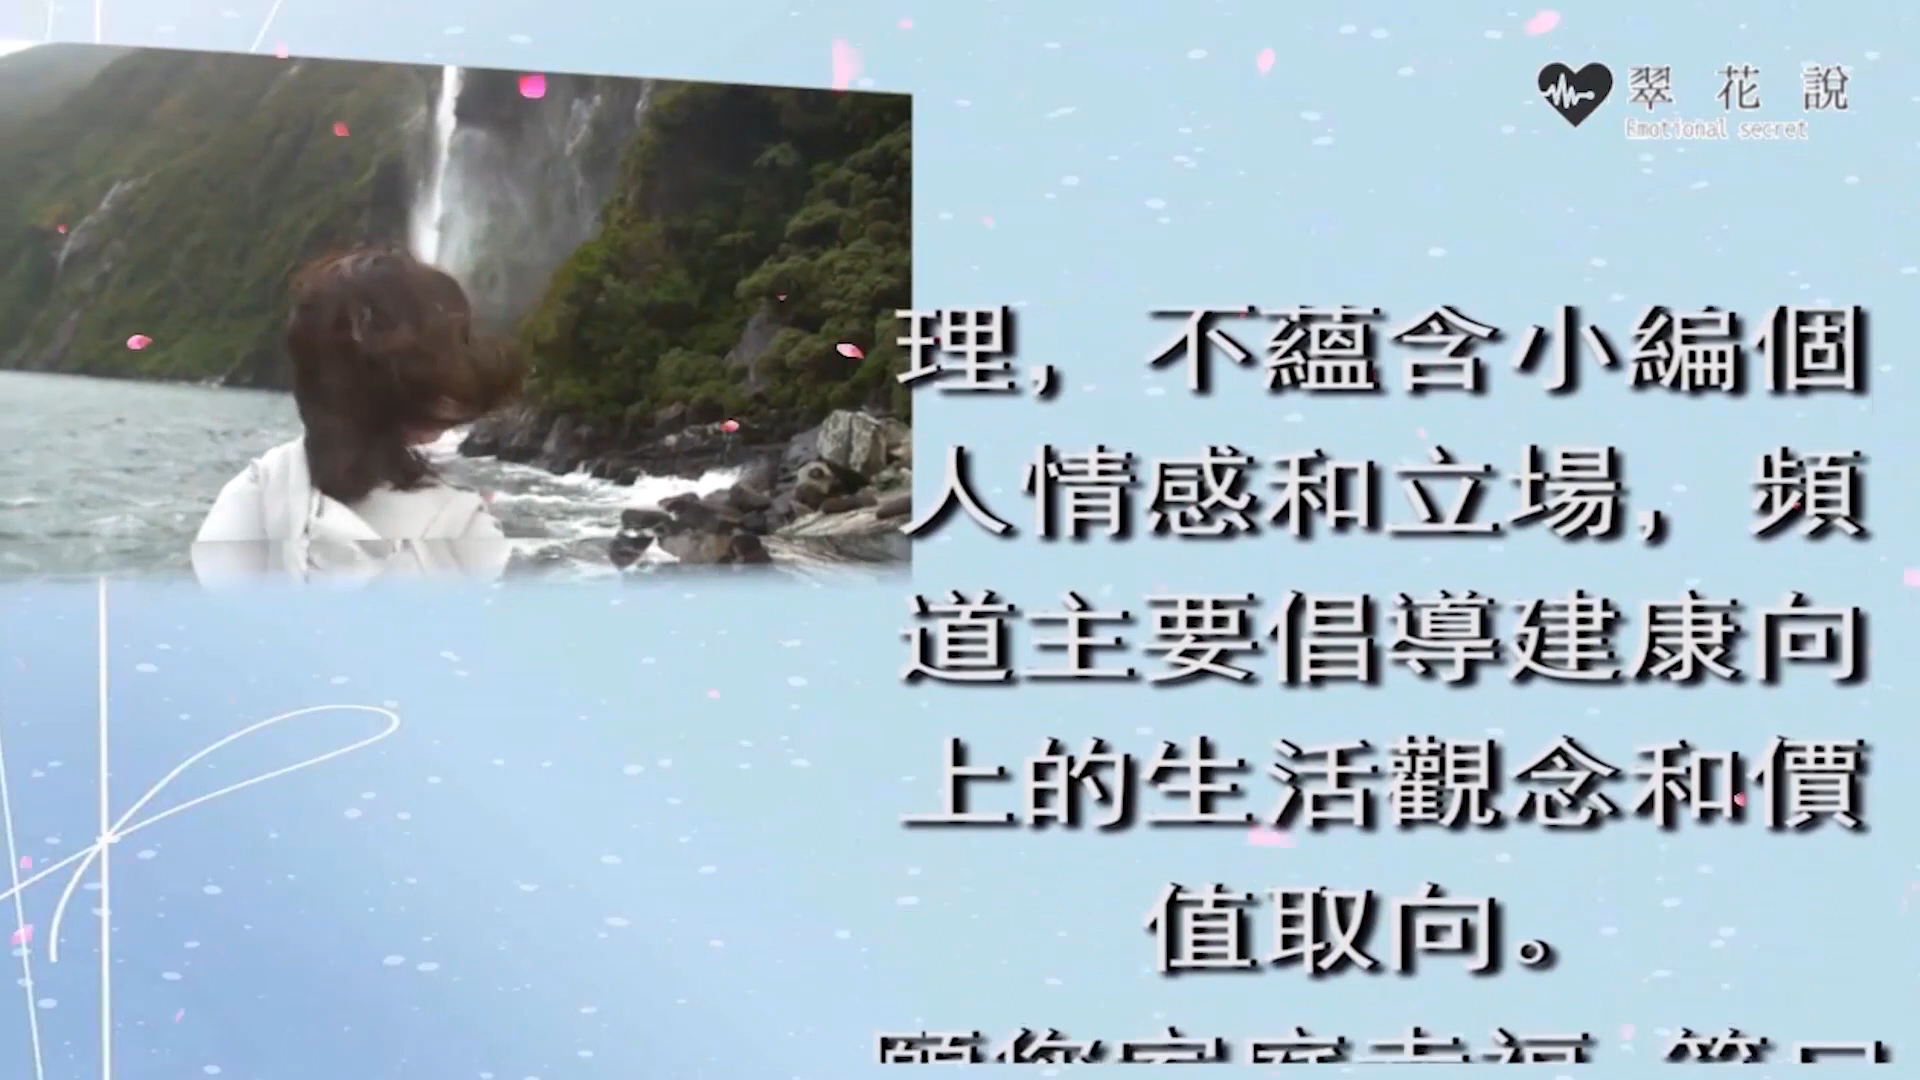 翠花說
Emotional secret
理，不蘊含小編個
人情感和立場，頻
道主要倡導建康向
上的生活觀念和價
值取向。